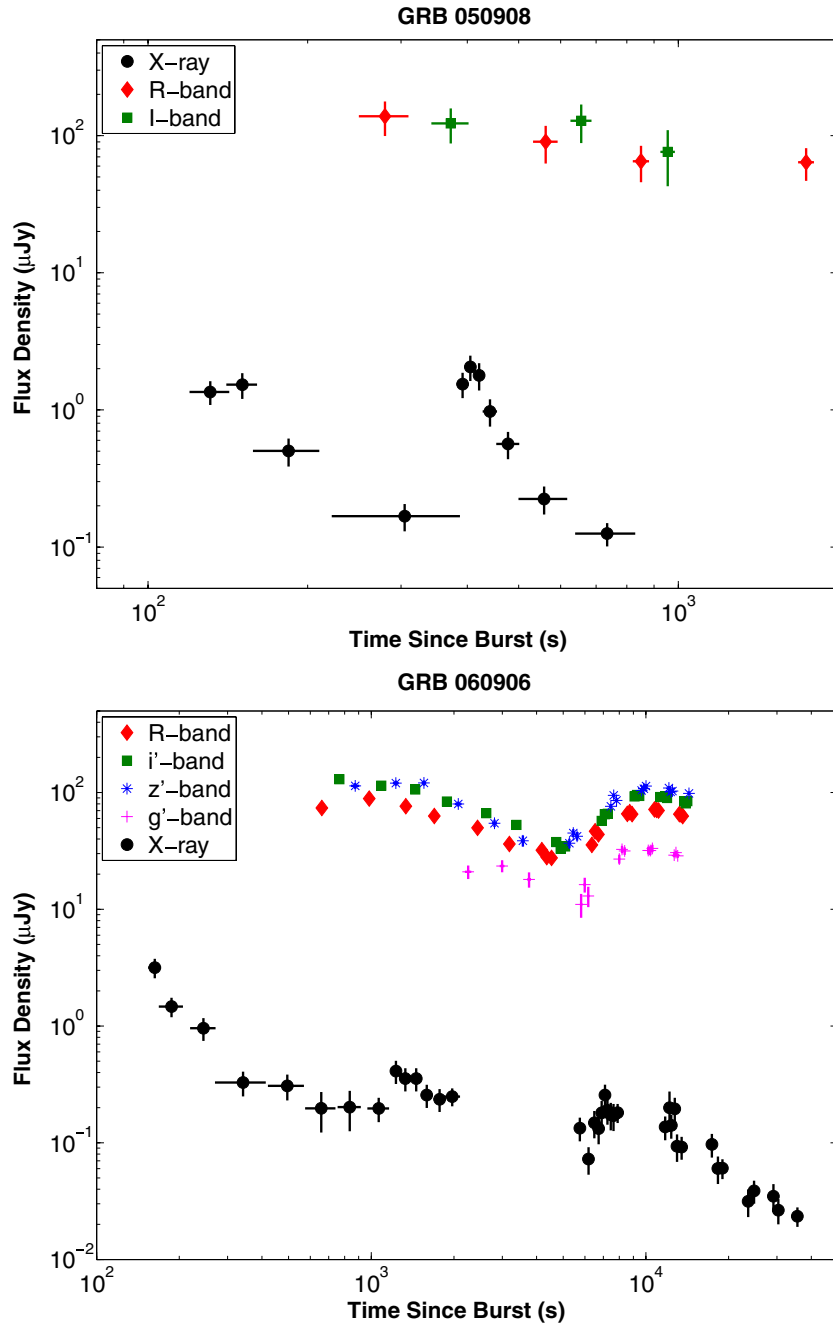 GRB 050908
X−ray
R−band
I−band
10²
10¹
10⁰
10⁻¹
Flux Density (μJy)
10²
10³
Time Since Burst (s)
GRB 060906
R−band
i'−band
z'−band
g'−band
X−ray
10²
10¹
10⁰
10⁻¹
10⁻²
Flux Density (μJy)
10²
10³
10⁴
Time Since Burst (s)